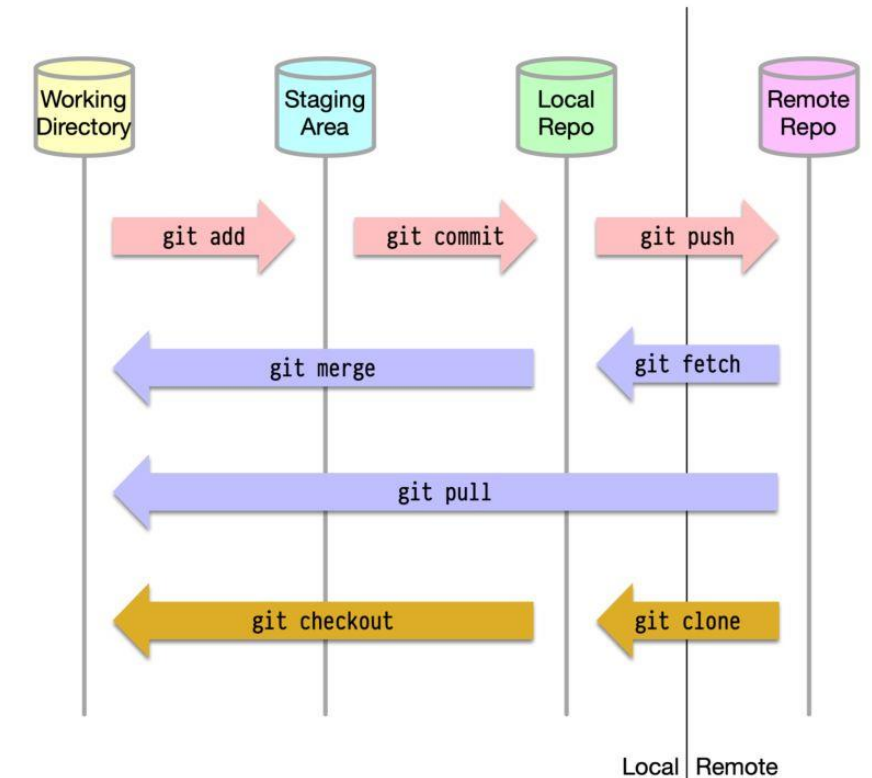 Working
Directory
Staging
Area
Local
Repo
Remote
Repo
git add
git commit
git push
git merge
git fetch
git pull
git checkout
git clone
Local
Remote